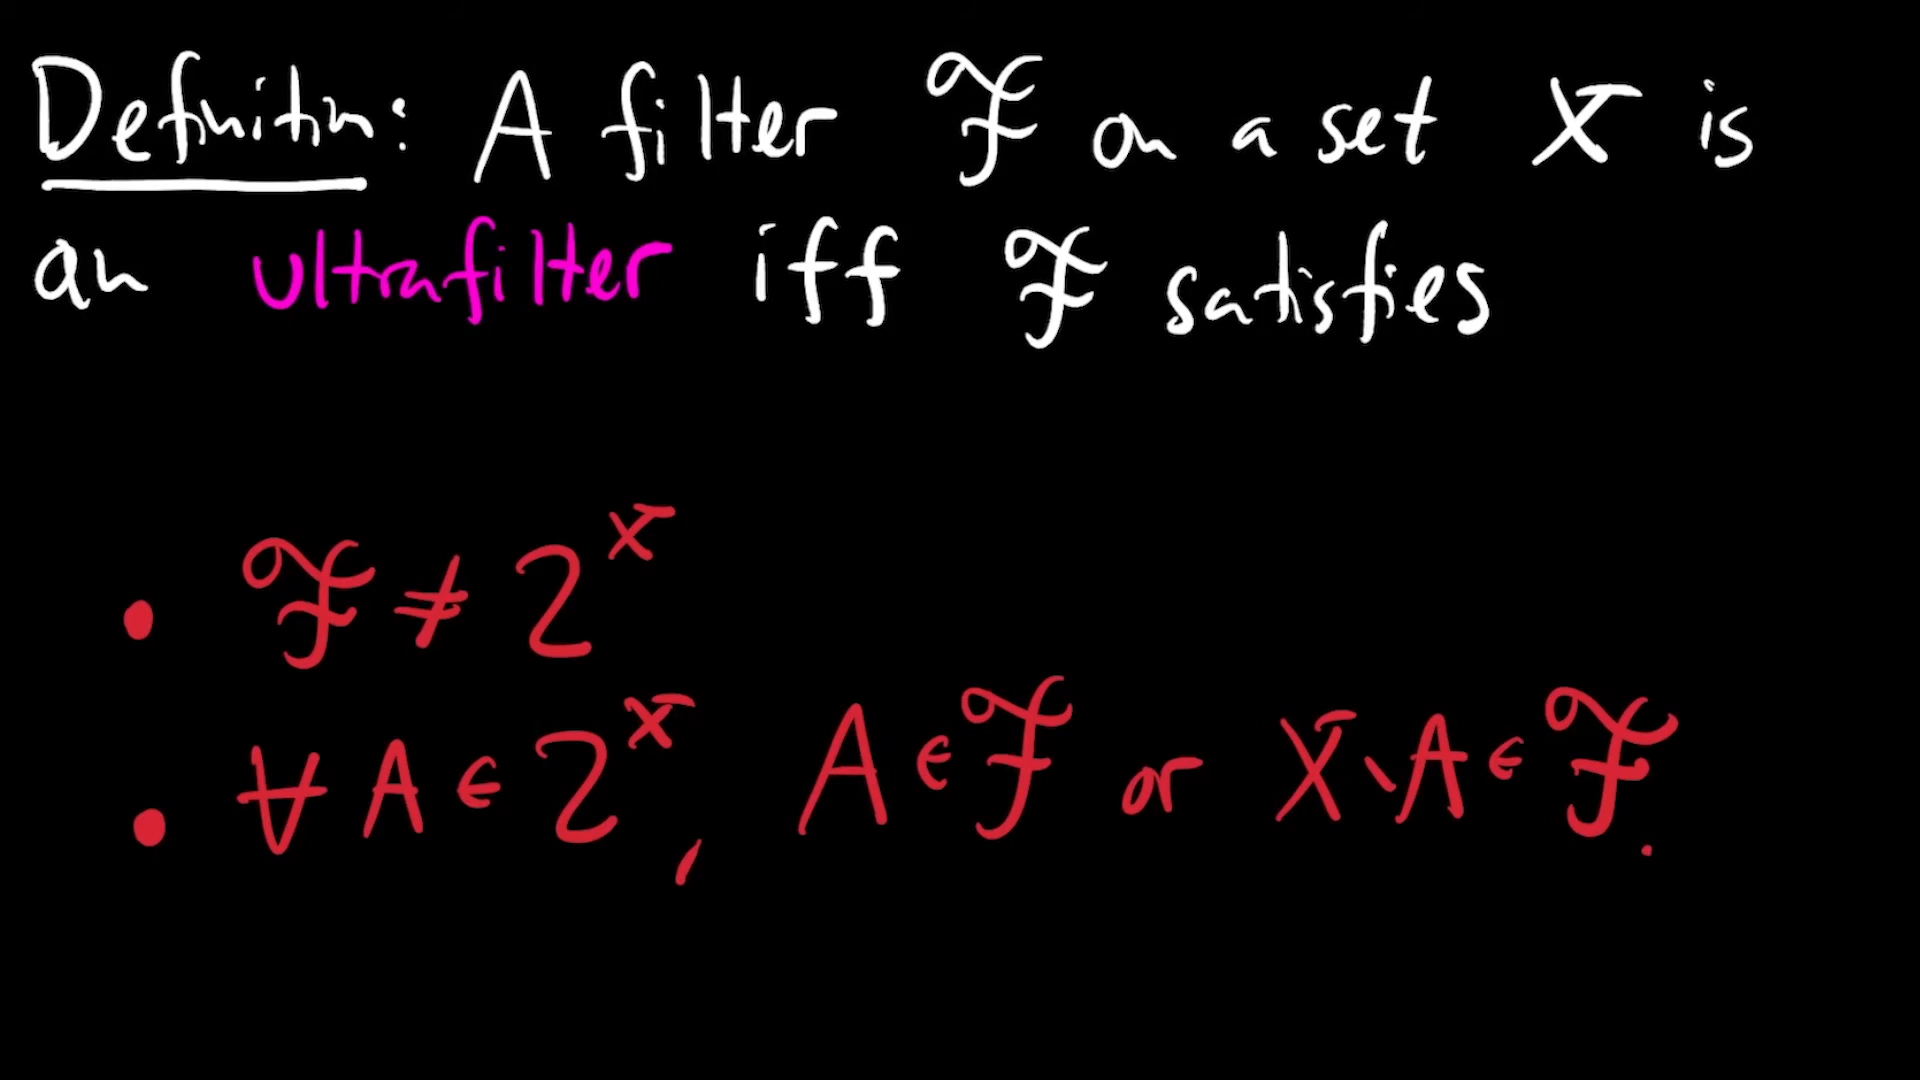 Definition: A filter ℱ on a set X is
an ultrafilter iff ℱ satisfies
• ℱ ≠ 2^X
• ∀ A ∈ 2^X, A ∈ ℱ or X∖A ∈ ℱ.